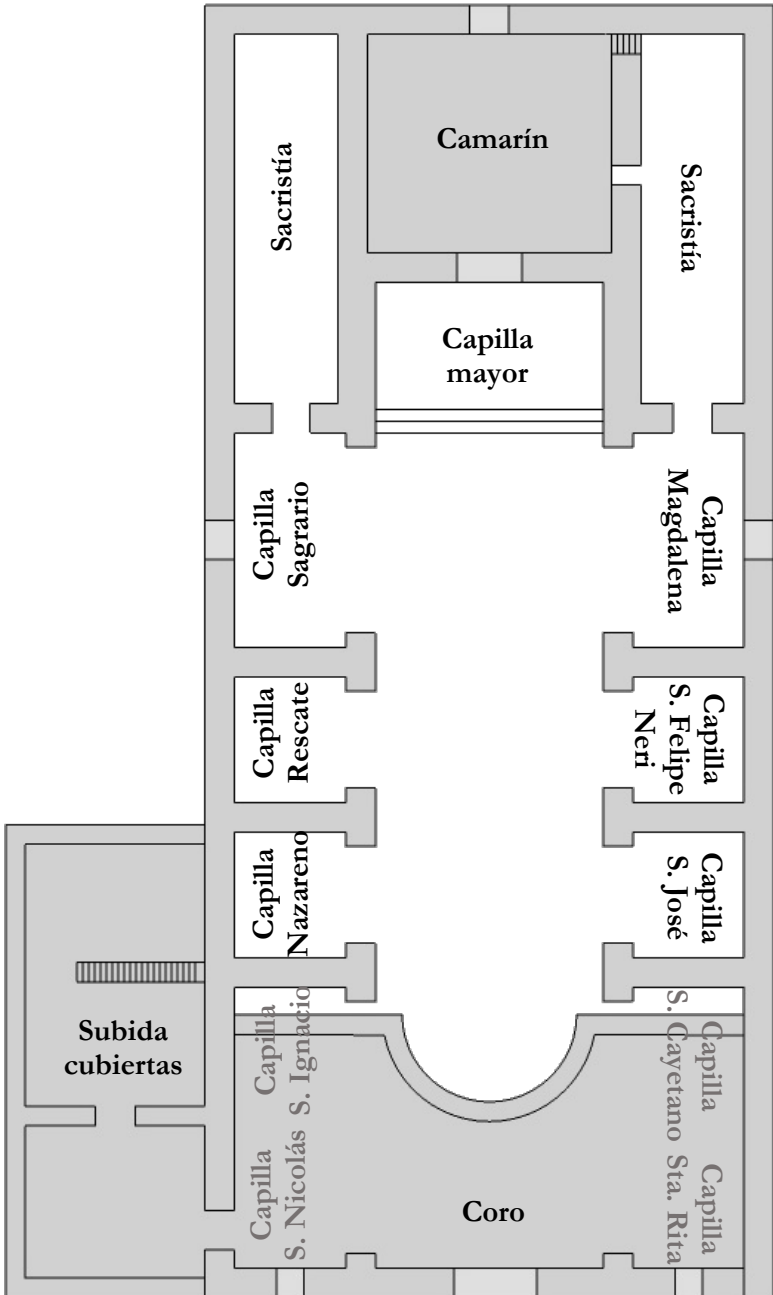 Camarín
Sacristía
Sacristía
Capilla
mayor
Capilla
Sagrario
Capilla
Magdalena
Capilla
Rescate
Capilla
S. Felipe
Neri
Capilla
Nazareno
Capilla
S. José
Subida
cubiertas
Capilla
S. Ignacio
Capilla
S. Cayetano
Capilla
S. Nicolás
Coro
Capilla
Sta. Rita